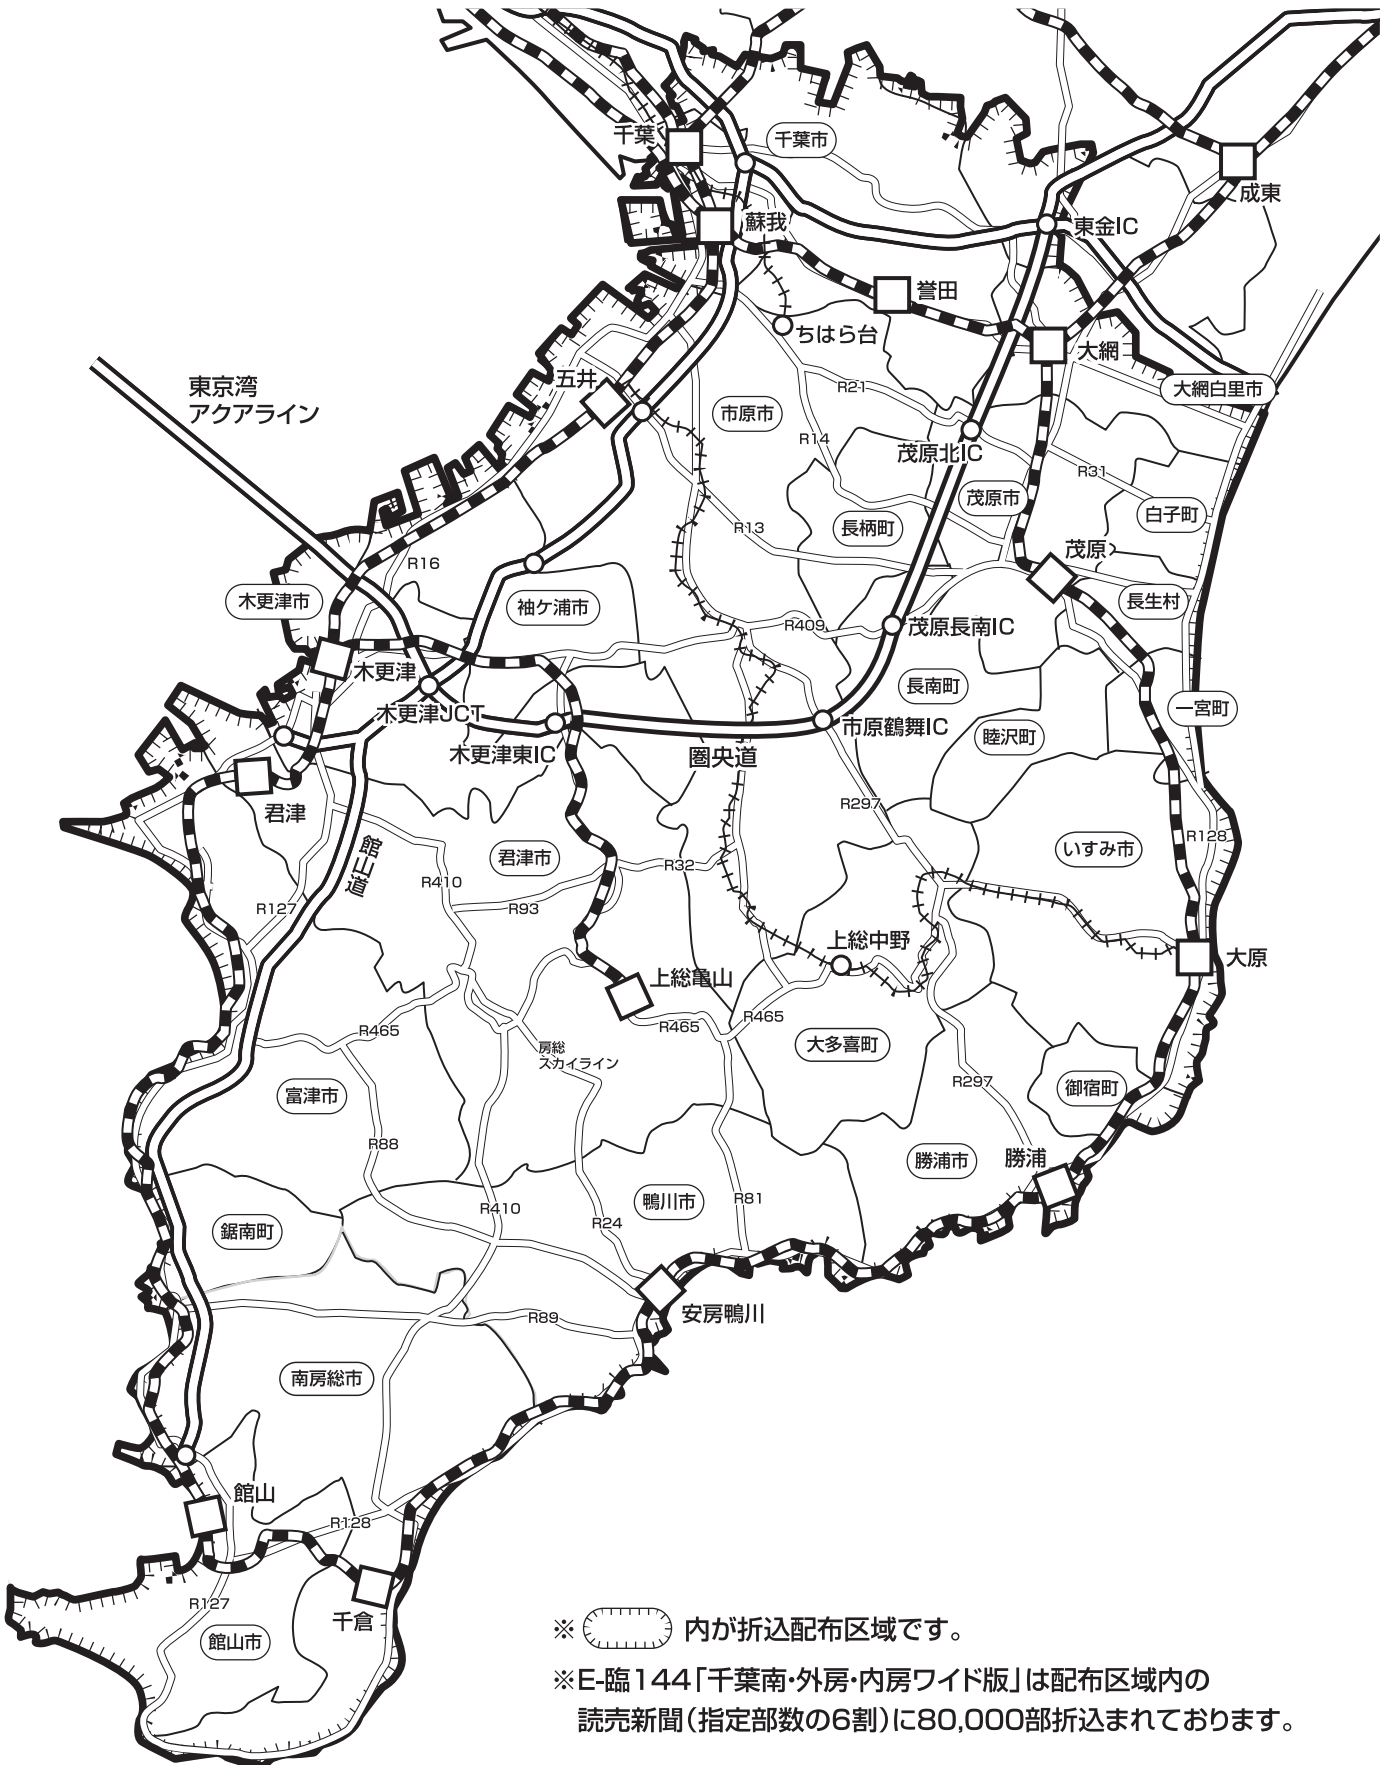 千葉
千葉市
成東
蘇我
東金IC
誉田
ちはら台
大網
東京湾
アクアライン
五井
大網白里市
R21
市原市
R14
茂原北IC
R31
茂原市
白子町
長柄町
R13
茂原
R16
木更津市
袖ケ浦市
長生村
R409
茂原長南IC
木更津
長南町
一宮町
木更津JCT
市原鶴舞IC
睦沢町
木更津東IC
圏央道
君津
R297
R128
いすみ市
館山道
君津市
R32
R410
R93
R127
上総中野
大原
上総亀山
R465
R465
R465
房総
スカイライン
大多喜町
R297
御宿町
富津市
R88
勝浦市
勝浦
鴨川市
R81
R410
R24
鋸南町
安房鴨川
R89
南房総市
館山
R128
R127
千倉
館山市
※ 内が折込配布区域です。
※E-臨144「千葉南・外房・内房ワイド版」は配布区域内の
読売新聞（指定部数の6割）に80,000部折込まれております。